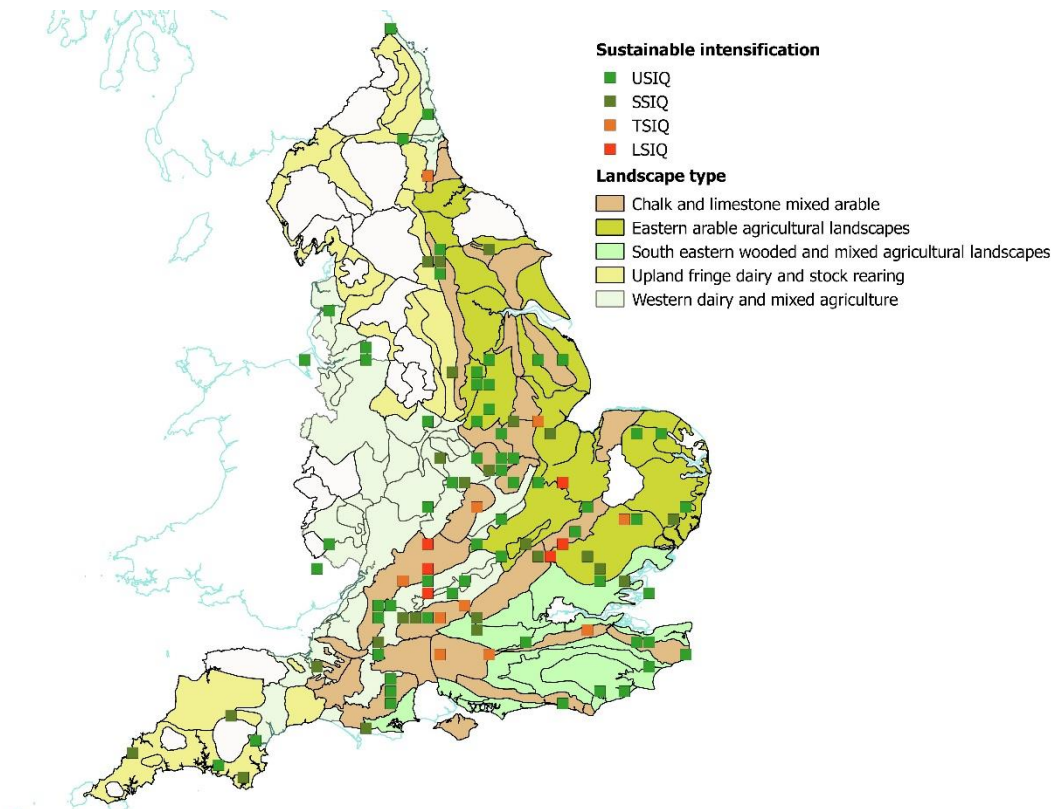 Sustainable intensification
USIQ
SSIQ
TSIQ
LSIQ
Landscape type
Chalk and limestone mixed arable
Eastern arable agricultural landscapes
South eastern wooded and mixed agricultural landscapes
Upland fringe dairy and stock rearing
Western dairy and mixed agriculture